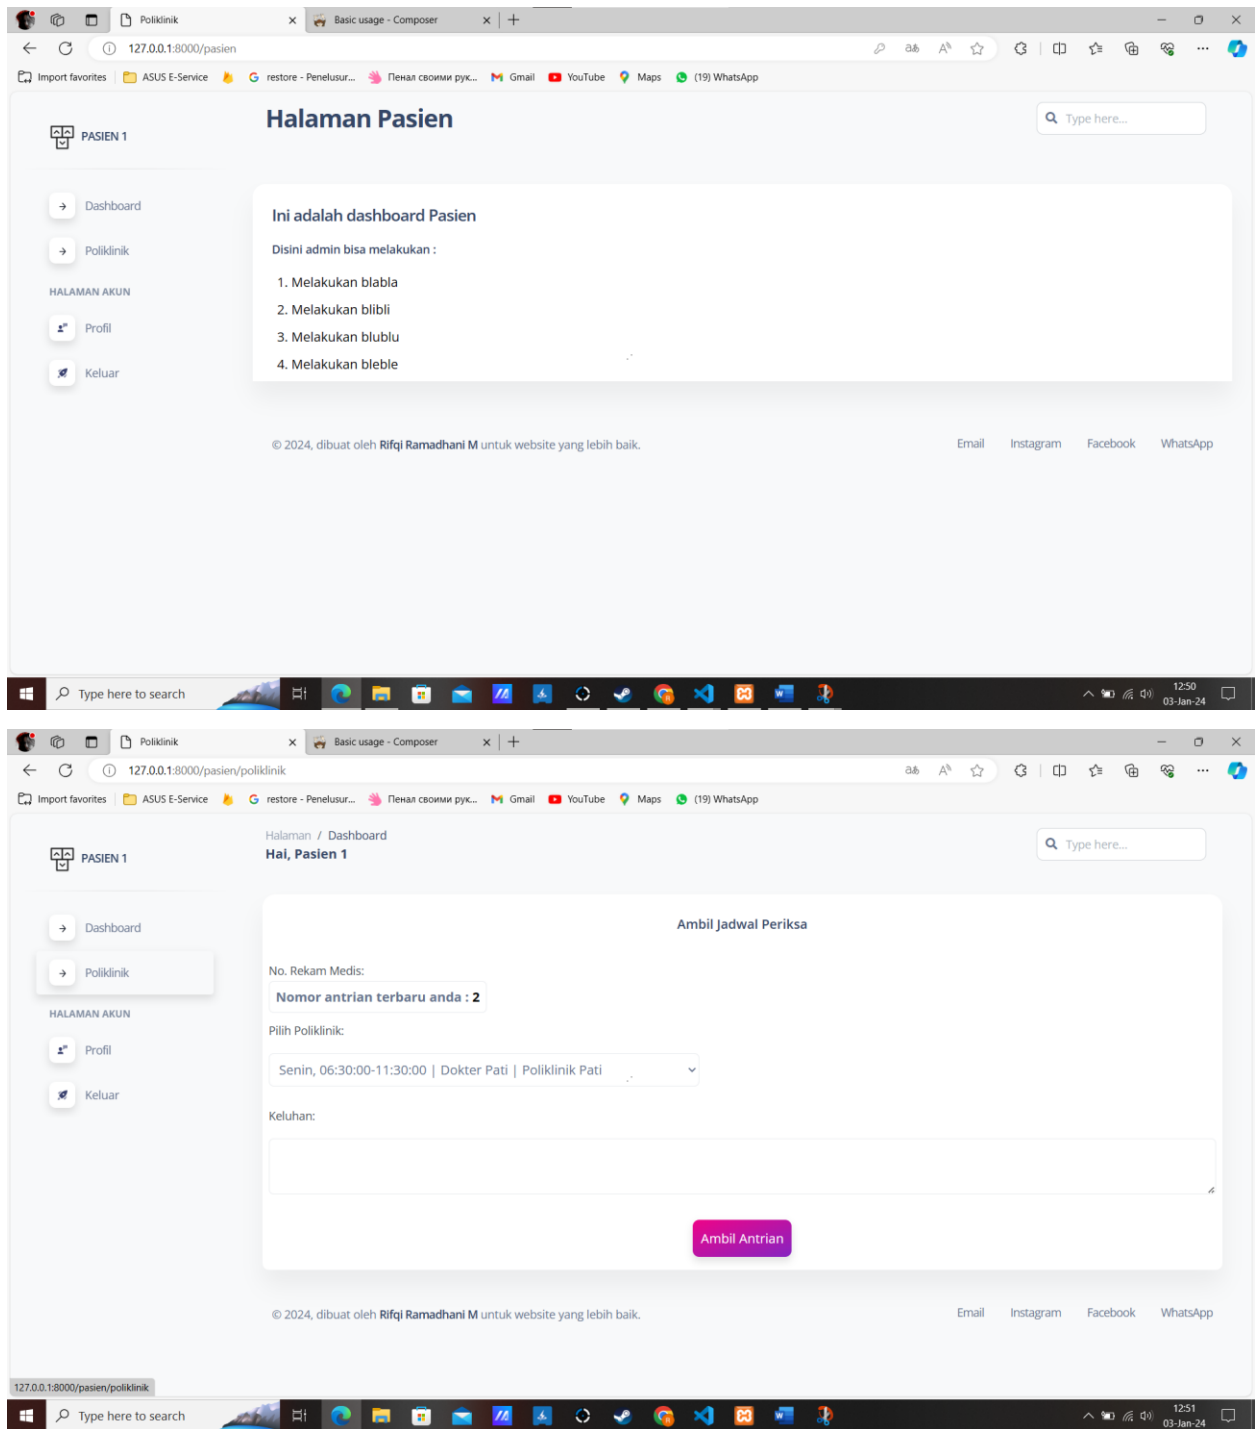 Poliklinik
Basic usage - Composer
127.0.0.1:8000/pasien
Import favorites
ASUS E-Service
restore - Penelusur...
Пенал своими рук...
Gmail
YouTube
Maps
(19) WhatsApp
PASIEN 1
Halaman Pasien
Type here...
Dashboard
Poliklinik
HALAMAN AKUN
Profil
Keluar
Ini adalah dashboard Pasien
Disini admin bisa melakukan :
1. Melakukan blabla
2. Melakukan blibli
3. Melakukan blublu
4. Melakukan bleble
© 2024, dibuat oleh Rifqi Ramadhani M untuk website yang lebih baik.
Email Instagram Facebook WhatsApp
Type here to search
12:50
03-Jan-24
Poliklinik
Basic usage - Composer
127.0.0.1:8000/pasien/poliklinik
Import favorites
ASUS E-Service
restore - Penelusur...
Пенал своими рук...
Gmail
YouTube
Maps
(19) WhatsApp
PASIEN 1
Halaman / Dashboard
Hai, Pasien 1
Type here...
Dashboard
Poliklinik
HALAMAN AKUN
Profil
Keluar
Ambil Jadwal Periksa
No. Rekam Medis:
Nomor antrian terbaru anda : 2
Pilih Poliklinik:
Senin, 06:30:00-11:30:00 | Dokter Pati | Poliklinik Pati
Keluhan:
Ambil Antrian
© 2024, dibuat oleh Rifqi Ramadhani M untuk website yang lebih baik.
Email Instagram Facebook WhatsApp
127.0.0.1:8000/pasien/poliklinik
Type here to search
12:51
03-Jan-24